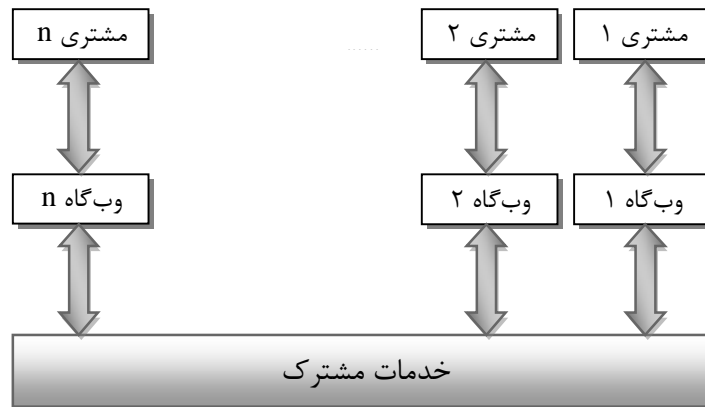 مشتری ۱
مشتری ۲
......
مشتری n
وب‌گاه ۱
وب‌گاه ۲
وب‌گاه n
خدمات مشترک